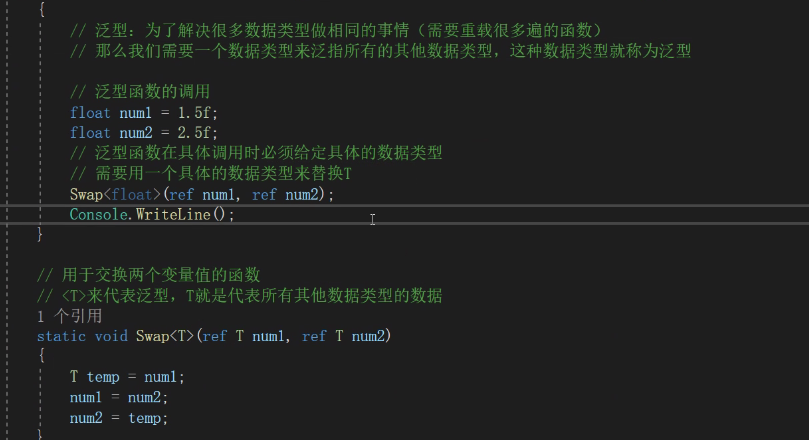 {
// 泛型：为了解决很多数据类型做相同的事情（需要重载很多遍的函数）
// 那么我们需要一个数据类型来泛指所有的其他数据类型，这种数据类型就称为泛型
// 泛型函数的调用
float num1 = 1.5f;
float num2 = 2.5f;
// 泛型函数在具体调用时必须给定具体的数据类型
// 需要用一个具体的数据类型来替换T
Swap<float>(ref num1, ref num2);
Console.WriteLine();
}
// 用于交换两个变量值的函数
// <T>来代表泛型，T就是代表所有其他数据类型的数据
1 个引用
static void Swap<T>(ref T num1, ref T num2)
{
T temp = num1;
num1 = num2;
num2 = temp;
}